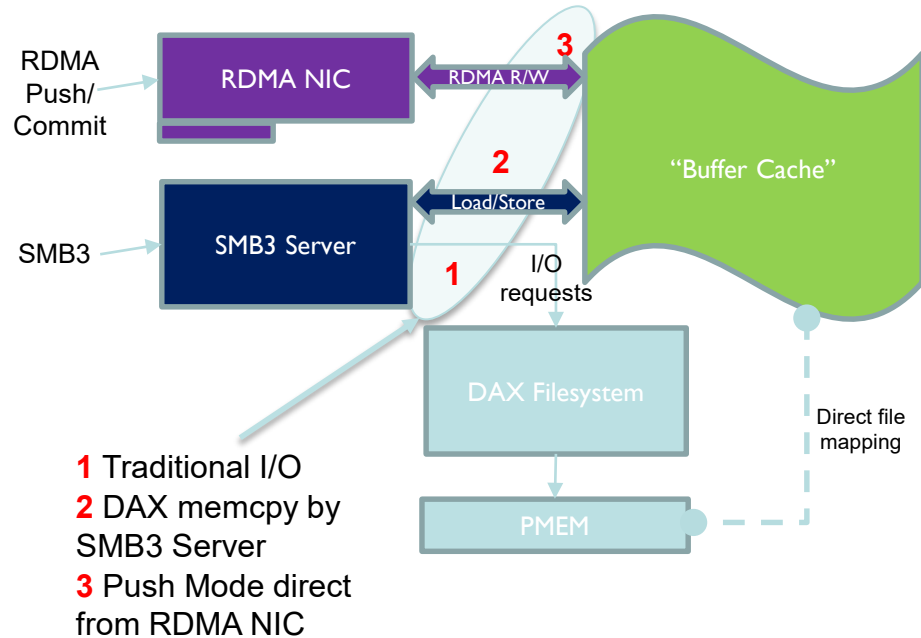 3
RDMA
Push/
Commit
RDMA NIC
RDMA R/W
2
“Buffer Cache”
Load/Store
SMB3
SMB3 Server
1
I/O
requests
DAX Filesystem
Direct file
mapping
1 Traditional I/O
2 DAX memcpy by
SMB3 Server
3 Push Mode direct
from RDMA NIC
PMEM